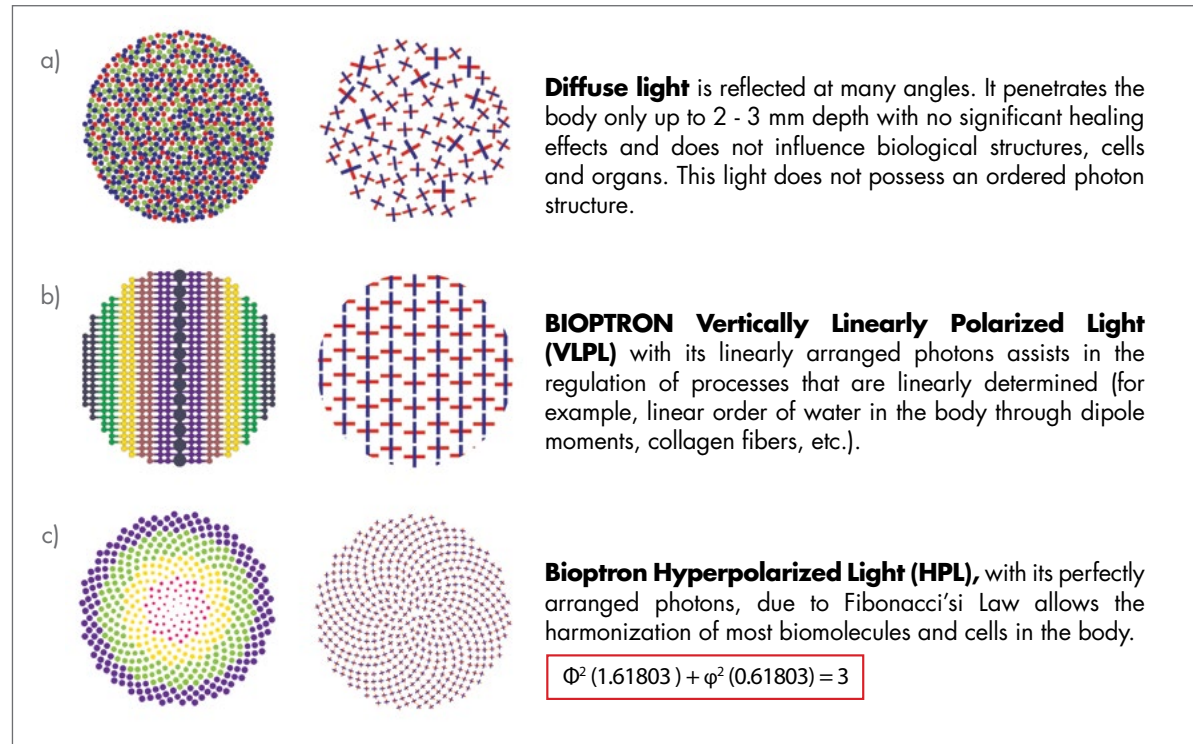 a)
Diffuse light is reflected at many angles. It penetrates the
body only up to 2 - 3 mm depth with no significant healing
effects and does not influence biological structures, cells
and organs. This light does not possess an ordered photon
structure.
b)
BIOPTRON Vertically Linearly Polarized Light
(VLPL) with its linearly arranged photons assists in the
regulation of processes that are linearly determined (for
example, linear order of water in the body through dipole
moments, collagen fibers, etc.).
c)
Bioptron Hyperpolarized Light (HPL), with its perfectly
arranged photons, due to Fibonacci'si Law allows the
harmonization of most biomolecules and cells in the body.
Φ² (1.61803 ) + φ² (0.61803) = 3